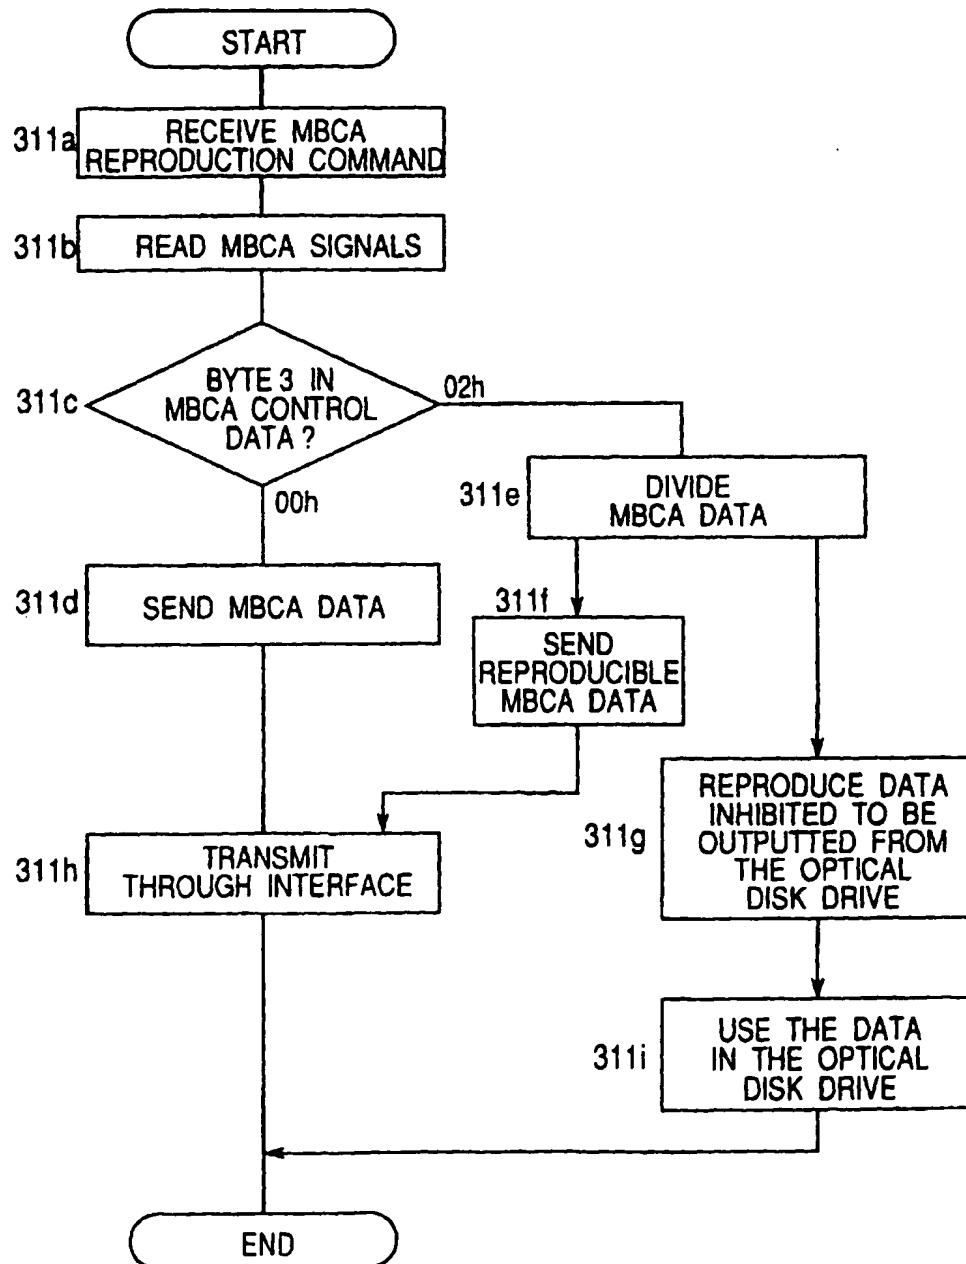 START
311a
RECEIVE MBCA
REPRODUCTION COMMAND
311b
READ MBCA SIGNALS
311c
BYTE 3 IN
MBCA CONTROL
DATA ?
02h
00h
311e
DIVIDE
MBCA DATA
311d
SEND MBCA DATA
311f
SEND
REPRODUCIBLE
MBCA DATA
311g
REPRODUCE DATA
INHIBITED TO BE
OUTPUTTED FROM
THE OPTICAL
DISK DRIVE
311h
TRANSMIT
THROUGH INTERFACE
311i
USE THE DATA
IN THE OPTICAL
DISK DRIVE
END